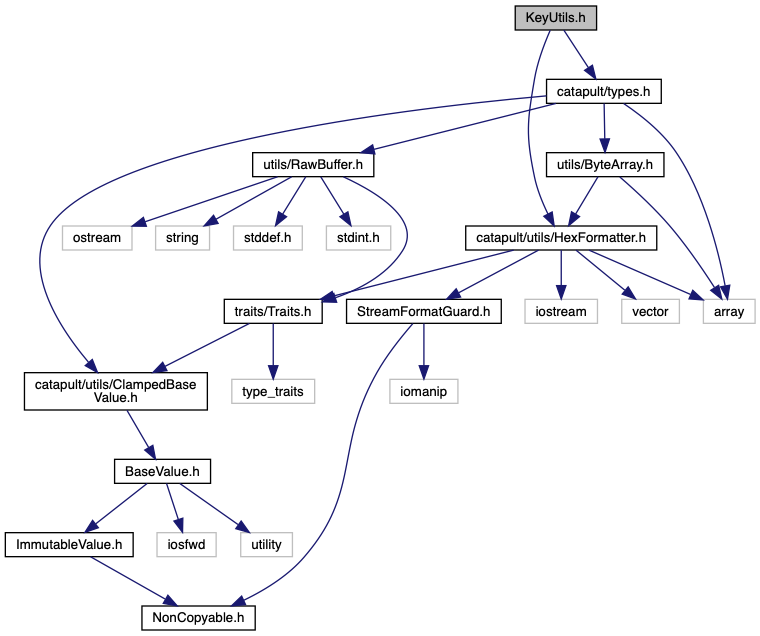 KeyUtils.h
catapult/types.h
utils/RawBuffer.h
utils/ByteArray.h
ostream
string
stddef.h
stdint.h
catapult/utils/HexFormatter.h
traits/Traits.h
StreamFormatGuard.h
iostream
vector
array
catapult/utils/ClampedBase
Value.h
type_traits
iomanip
BaseValue.h
ImmutableValue.h
iosfwd
utility
NonCopyable.h